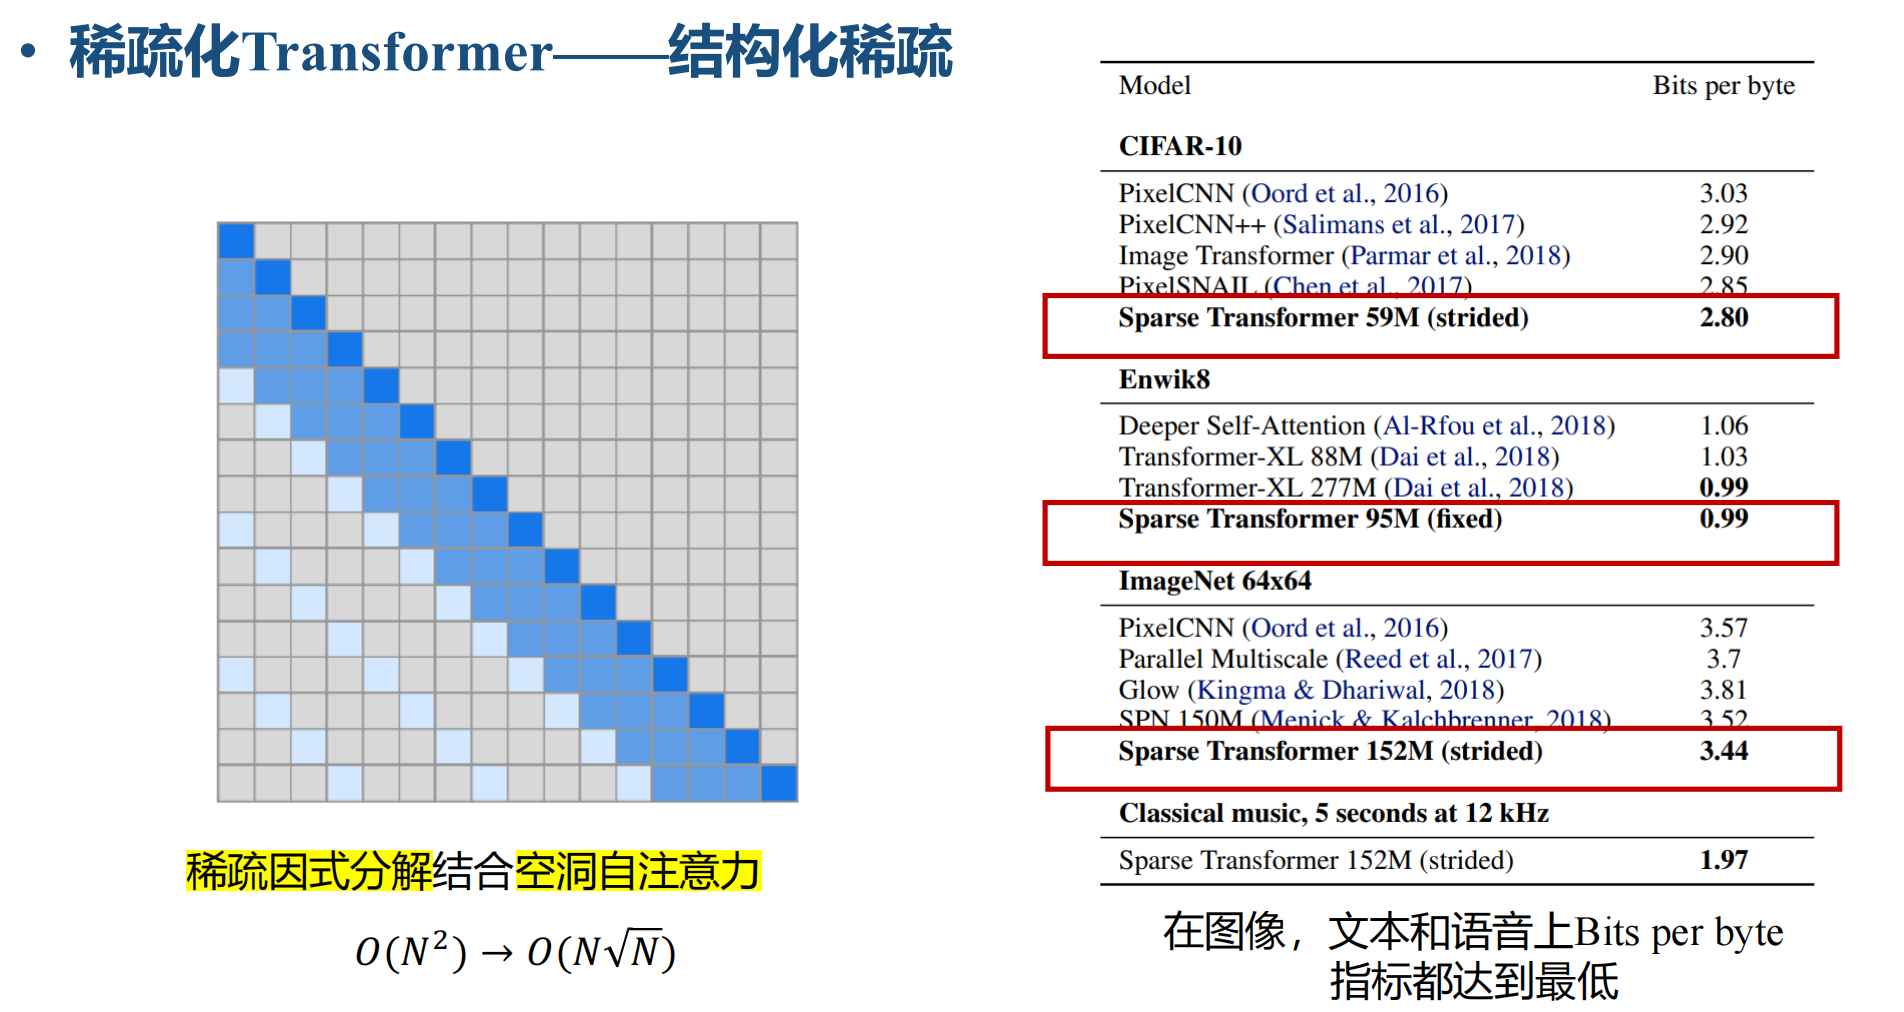 • 稀疏化Transformer——结构化稀疏
稀疏因式分解结合空洞自注意力
O(N²) → O(N√N)
Model Bits per byte
CIFAR-10
PixelCNN (Oord et al., 2016) 3.03
PixelCNN++ (Salimans et al., 2017) 2.92
Image Transformer (Parmar et al., 2018) 2.90
PixelSNAIL (Chen et al., 2017) 2.85
Sparse Transformer 59M (strided) 2.80
Enwik8
Deeper Self-Attention (Al-Rfou et al., 2018) 1.06
Transformer-XL 88M (Dai et al., 2018) 1.03
Transformer-XL 277M (Dai et al., 2018) 0.99
Sparse Transformer 95M (fixed) 0.99
ImageNet 64x64
PixelCNN (Oord et al., 2016) 3.57
Parallel Multiscale (Reed et al., 2017) 3.7
Glow (Kingma & Dhariwal, 2018) 3.81
SPN 150M (Menick & Kalchbrenner, 2018) 3.52
Sparse Transformer 152M (strided) 3.44
Classical music, 5 seconds at 12 kHz
Sparse Transformer 152M (strided) 1.97
在图像，文本和语音上Bits per byte
指标都达到最低